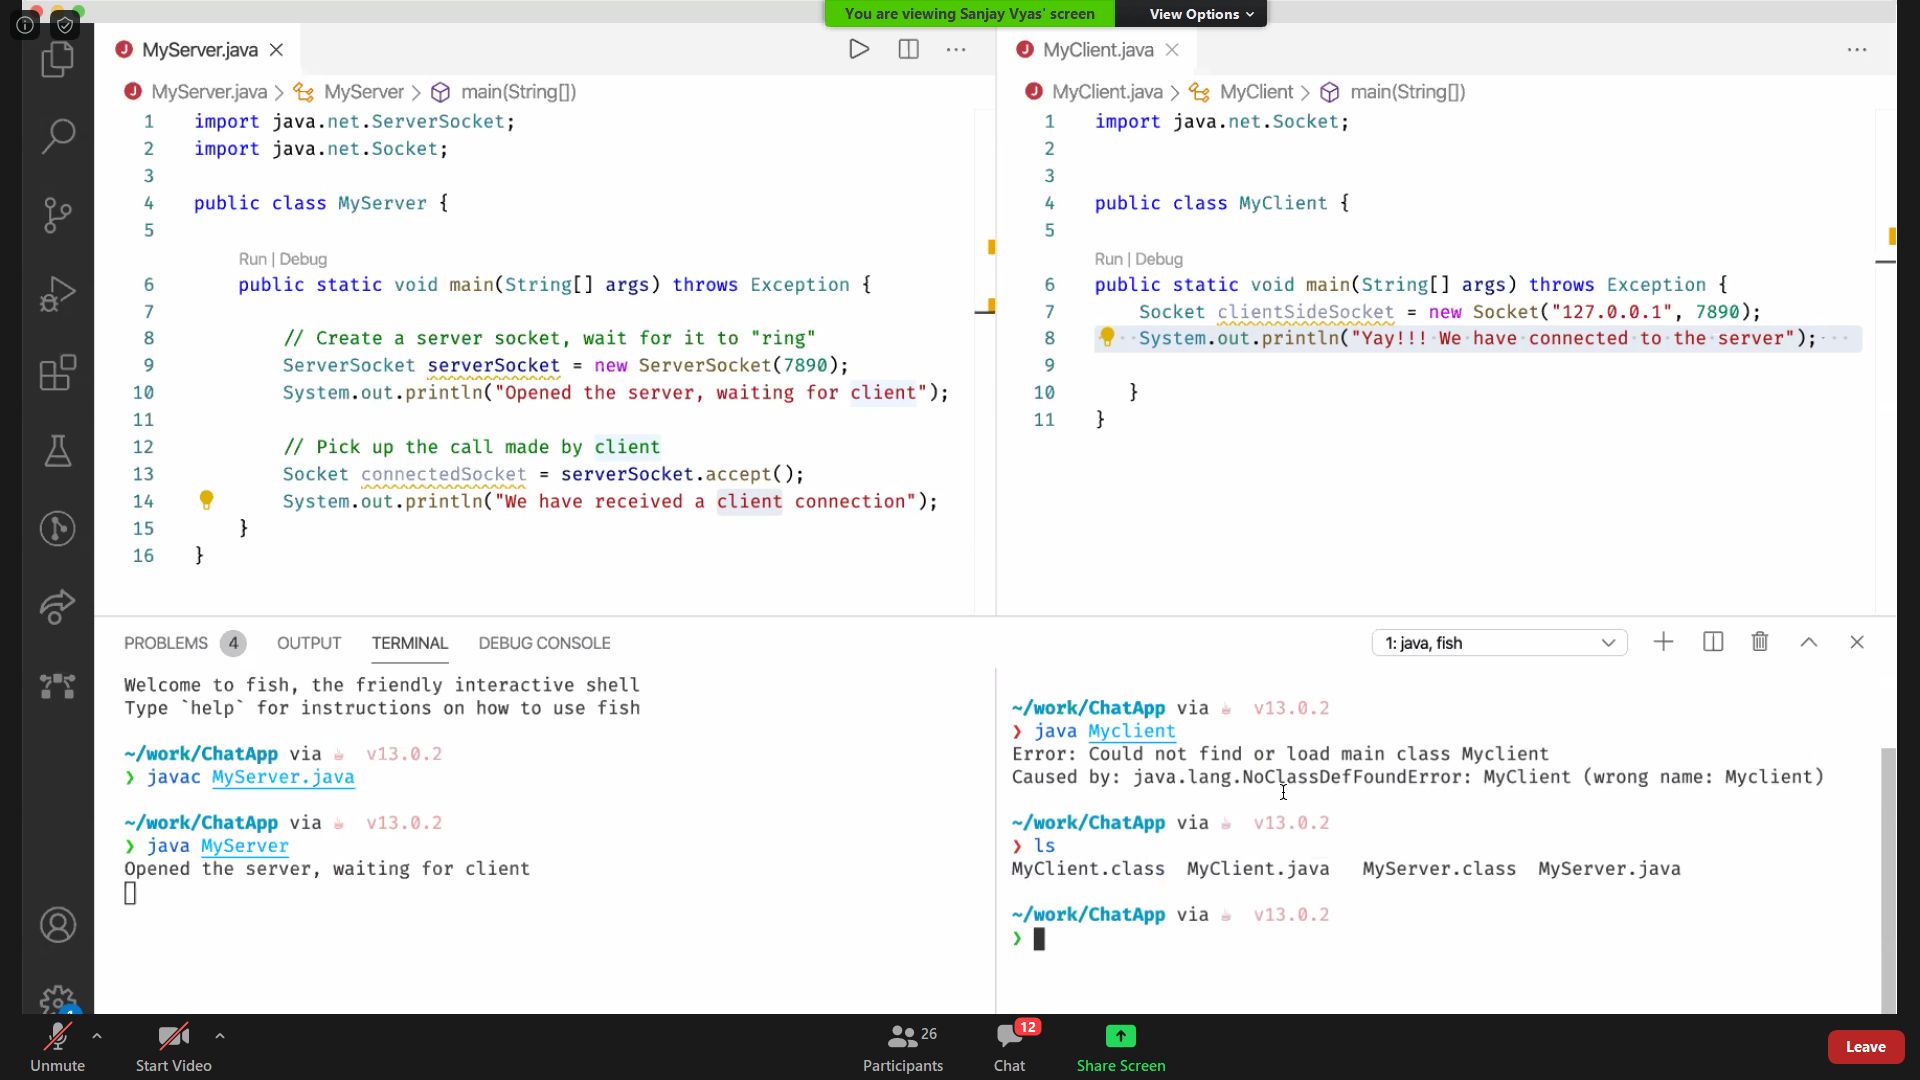 You are viewing Sanjay Vyas' screen
View Options
MyServer.java
MyServer.java > MyServer > main(String[])
1 import java.net.ServerSocket;
2 import java.net.Socket;
3
4 public class MyServer {
5
Run | Debug
6 public static void main(String[] args) throws Exception {
7
8 // Create a server socket, wait for it to "ring"
9 ServerSocket serverSocket = new ServerSocket(7890);
10 System.out.println("Opened the server, waiting for client");
11
12 // Pick up the call made by client
13 Socket connectedSocket = serverSocket.accept();
14 System.out.println("We have received a client connection");
15 }
16 }
MyClient.java
MyClient.java > MyClient > main(String[])
1 import java.net.Socket;
2
3
4 public class MyClient {
5
Run | Debug
6 public static void main(String[] args) throws Exception {
7 Socket clientSideSocket = new Socket("127.0.0.1", 7890);
8 System.out.println("Yay!!! We have connected to the server");
9
10 }
11 }
PROBLEMS 4 OUTPUT TERMINAL DEBUG CONSOLE
1: java, fish
Welcome to fish, the friendly interactive shell
Type `help` for instructions on how to use fish
~/work/ChatApp via v13.0.2
❯ javac MyServer.java
~/work/ChatApp via v13.0.2
❯ java MyServer
Opened the server, waiting for client
~/work/ChatApp via v13.0.2
❯ java Myclient
Error: Could not find or load main class Myclient
Caused by: java.lang.NoClassDefFoundError: MyClient (wrong name: Myclient)
~/work/ChatApp via v13.0.2
❯ ls
MyClient.class MyClient.java MyServer.class MyServer.java
~/work/ChatApp via v13.0.2
❯
Unmute
Start Video
26
Participants
12
Chat
Share Screen
Leave